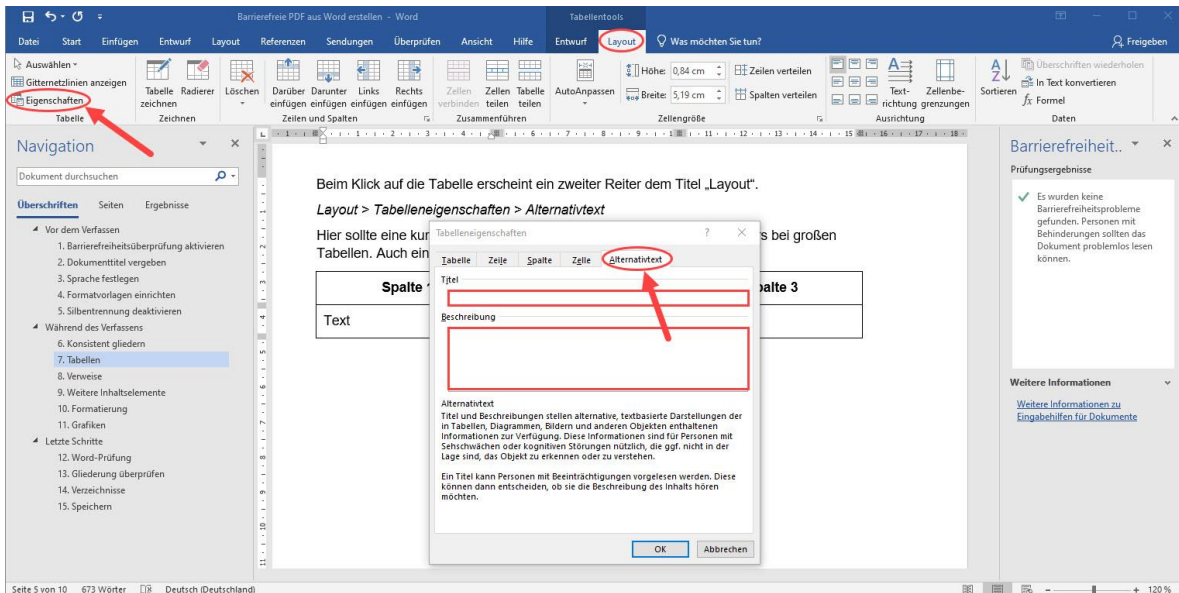 Barrierefreie PDF aus Word erstellen - Word
Tabellentools
Datei Start Einfügen Entwurf Layout Referenzen Sendungen Überprüfen Ansicht Hilfe Entwurf Layout Was möchten Sie tun? Freigeben
Auswählen
Gitternetzlinien anzeigen
Eigenschaften
Tabelle
Tabelle zeichnen
Radierer
Zeichnen
Löschen
Darüber einfügen
Darunter einfügen
Links einfügen
Rechts einfügen
Zeilen und Spalten
Zellen verbinden
Zellen teilen
Tabelle teilen
Zusammenführen
AutoAnpassen
Höhe: 0,84 cm
Breite: 5,19 cm
Zeilen verteilen
Spalten verteilen
Zellengröße
Text-
richtung
Zellenbe-
grenzungen
Ausrichtung
Sortieren
Überschriften wiederholen
In Text konvertieren
fx Formel
Daten
Navigation
Dokument durchsuchen
Überschriften Seiten Ergebnisse
Vor dem Verfassen
1. Barrierefreiheitsüberprüfung aktivieren
2. Dokumenttitel vergeben
3. Sprache festlegen
4. Formatvorlagen einrichten
5. Silbentrennung deaktivieren
Während des Verfassens
6. Konsistent gliedern
7. Tabellen
8. Verweise
9. Weitere Inhaltselemente
10. Formatierung
11. Grafiken
Letzte Schritte
12. Word-Prüfung
13. Gliederung überprüfen
14. Verzeichnisse
15. Speichern
Beim Klick auf die Tabelle erscheint ein zweiter Reiter dem Titel „Layout“.
Layout > Tabelleneigenschaften > Alternativtext
Hier sollte eine kur s bei großen
Tabellen. Auch ein
Spalte palte 3
Text
Tabelleneigenschaften
Tabelle Zeile Spalte Zelle Alternativtext
Titel
Beschreibung
Alternativtext
Titel und Beschreibungen stellen alternative, textbasierte Darstellungen der
in Tabellen, Diagrammen, Bildern und anderen Objekten enthaltenen
Informationen zur Verfügung. Diese Informationen sind für Personen mit
Sehschwächen oder kognitiven Störungen nützlich, die ggf. nicht in der
Lage sind, das Objekt zu erkennen oder zu verstehen.
Ein Titel kann Personen mit Beeinträchtigungen vorgelesen werden. Diese
können dann entscheiden, ob sie die Beschreibung des Inhalts hören
möchten.
OK Abbrechen
Barrierefreiheit..
Prüfungsergebnisse
Es wurden keine
Barrierefreiheitsprobleme
gefunden. Personen mit
Behinderungen sollten das
Dokument problemlos lesen
können.
Weitere Informationen
Weitere Informationen zu
Eingabehilfen für Dokumente
Seite 5 von 10 673 Wörter Deutsch (Deutschland) 120 %